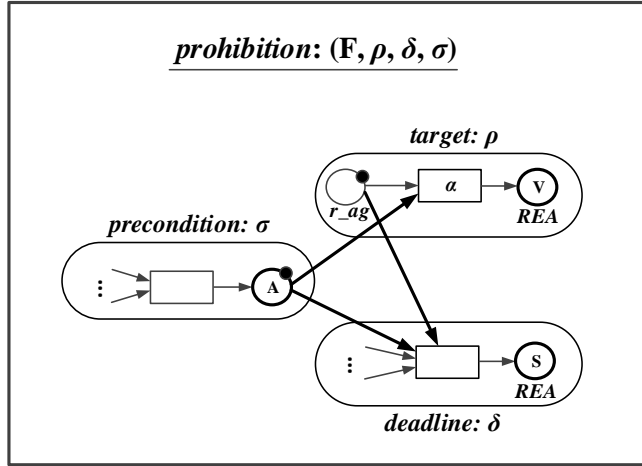 prohibition: (F, ρ, δ, σ)
target: ρ
α
V
r_ag
REA
precondition: σ
⋮
A
⋮
S
REA
deadline: δ